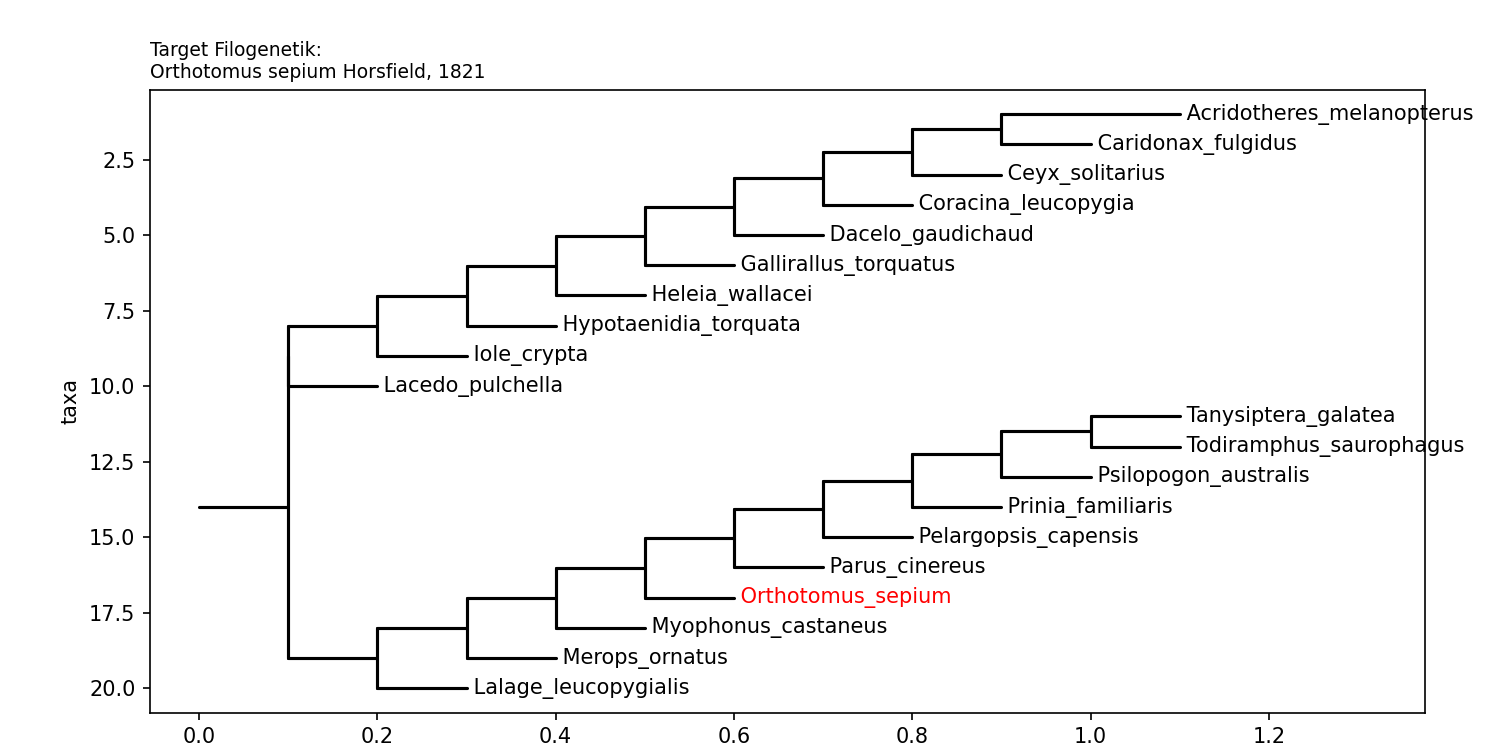 Target Filogenetik:
Orthotomus sepium Horsfield, 1821
Acridotheres_melanopterus
Caridonax_fulgidus
2.5
Ceyx_solitarius
Coracina_leucopygia
5.0
Dacelo_gaudichaud
Gallirallus_torquatus
Heleia_wallacei
7.5
Hypotaenidia_torquata
Iole_crypta
10.0
Lacedo_pulchella
taxa
Tanysiptera_galatea
Todiramphus_saurophagus
12.5
Psilopogon_australis
Prinia_familiaris
15.0
Pelargopsis_capensis
Parus_cinereus
Orthotomus_sepium
17.5
Myophonus_castaneus
Merops_ornatus
20.0
Lalage_leucopygialis
0.0 0.2 0.4 0.6 0.8 1.0 1.2